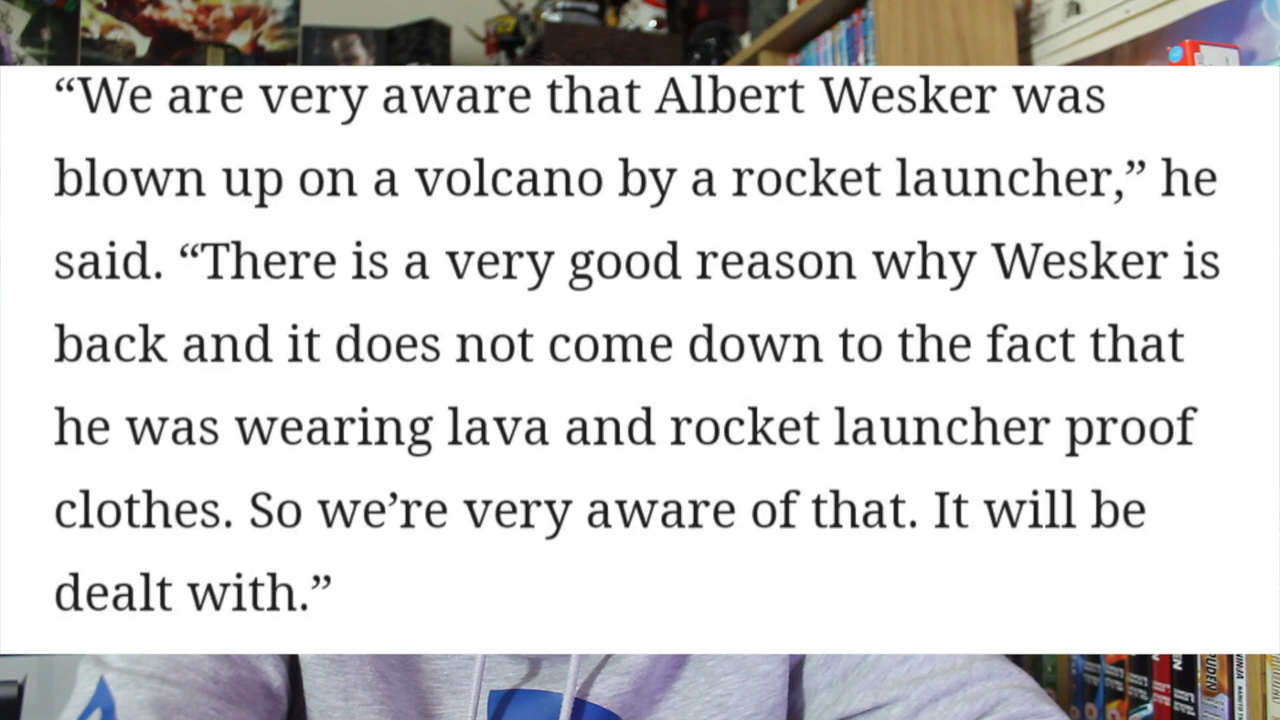 “We are very aware that Albert Wesker was
blown up on a volcano by a rocket launcher,” he
said. “There is a very good reason why Wesker is
back and it does not come down to the fact that
he was wearing lava and rocket launcher proof
clothes. So we’re very aware of that. It will be
dealt with.”